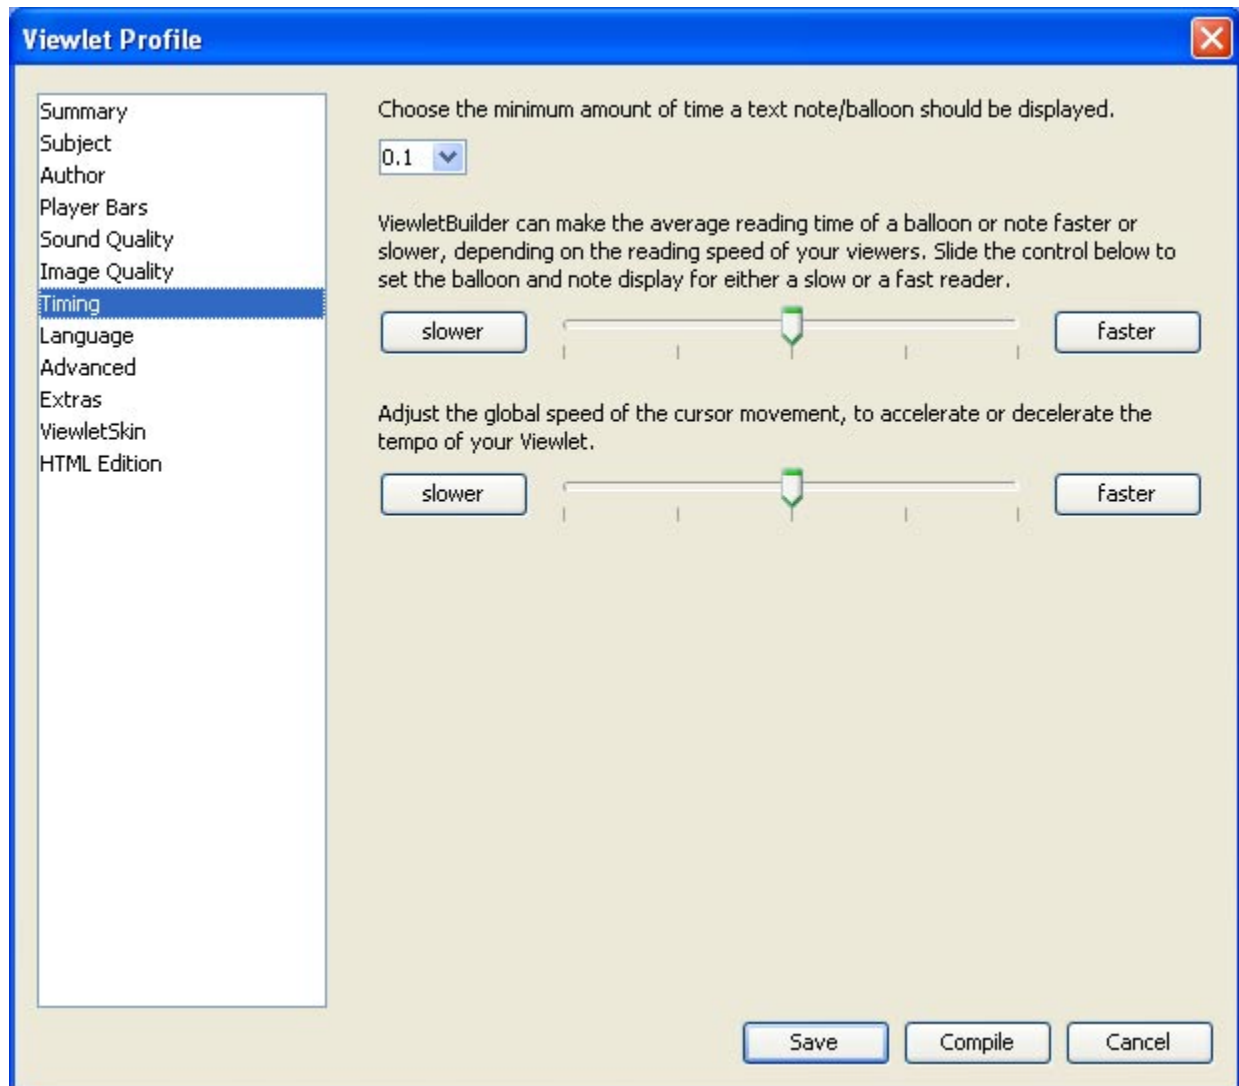 Viewlet Profile
Summary
Subject
Author
Player Bars
Sound Quality
Image Quality
Timing
Language
Advanced
Extras
ViewletSkin
HTML Edition
Choose the minimum amount of time a text note/balloon should be displayed.
0.1
ViewletBuilder can make the average reading time of a balloon or note faster or
slower, depending on the reading speed of your viewers. Slide the control below to
set the balloon and note display for either a slow or a fast reader.
slower
faster
Adjust the global speed of the cursor movement, to accelerate or decelerate the
tempo of your Viewlet.
slower
faster
Save
Compile
Cancel